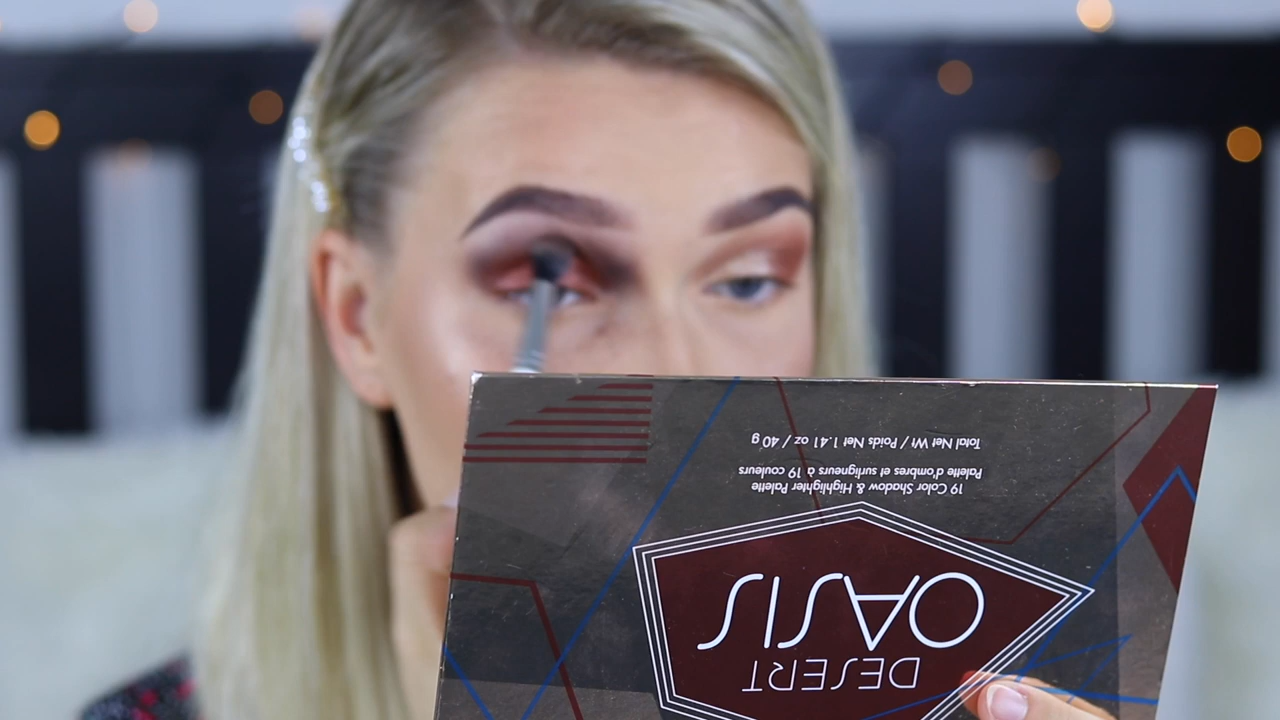 DESERT
OASIS
19 Color Shadow & Highlighter Palette
Palette d'ombres et surligneurs à 19 couleurs
Total Net Wt / Poids Net 1.41 oz / 40 g